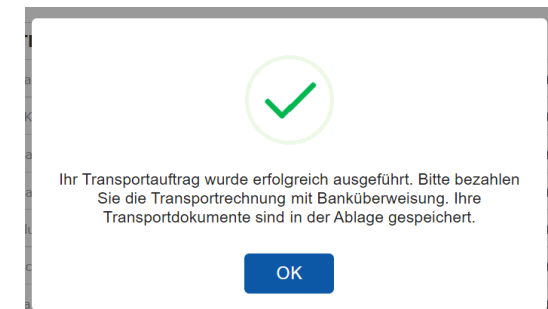 Ihr Transportauftrag wurde erfolgreich ausgeführt. Bitte bezahlen
Sie die Transportrechnung mit Banküberweisung. Ihre
Transportdokumente sind in der Ablage gespeichert.
OK